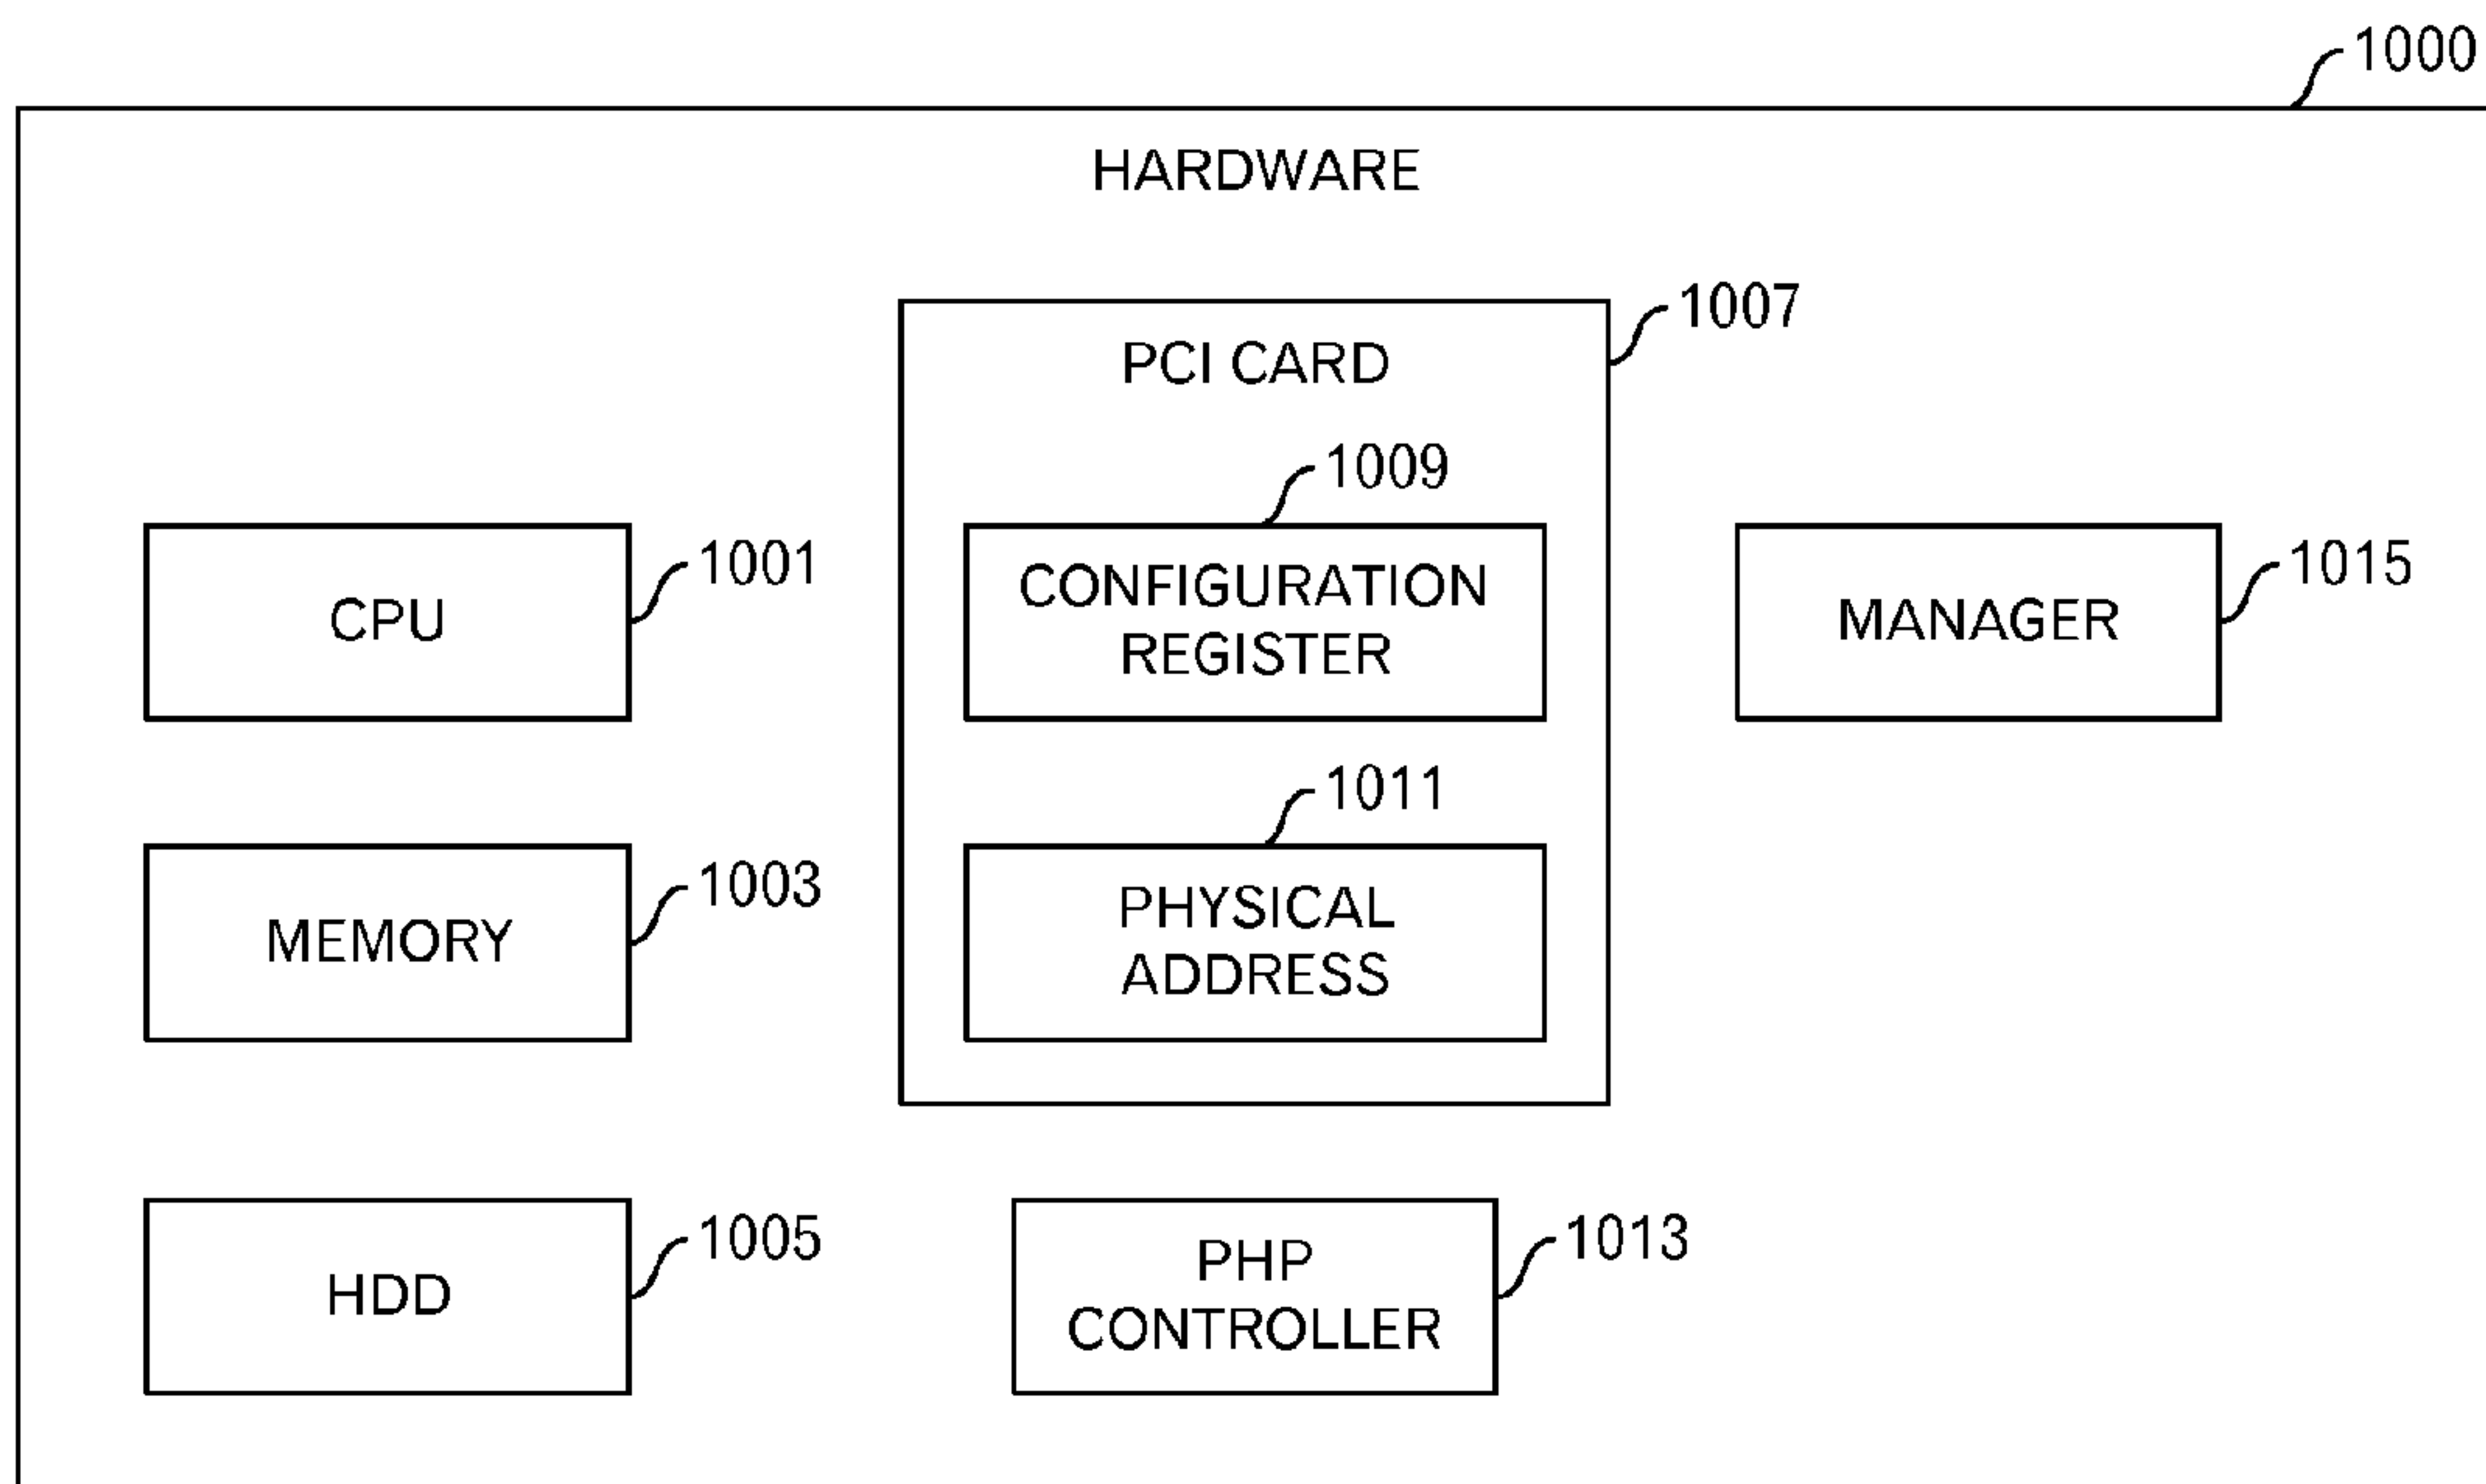 1000
HARDWARE
1007
PCI CARD
1009
CONFIGURATION
REGISTER
1001
CPU
1015
MANAGER
1011
PHYSICAL
ADDRESS
1003
MEMORY
1005
HDD
1013
PHP
CONTROLLER